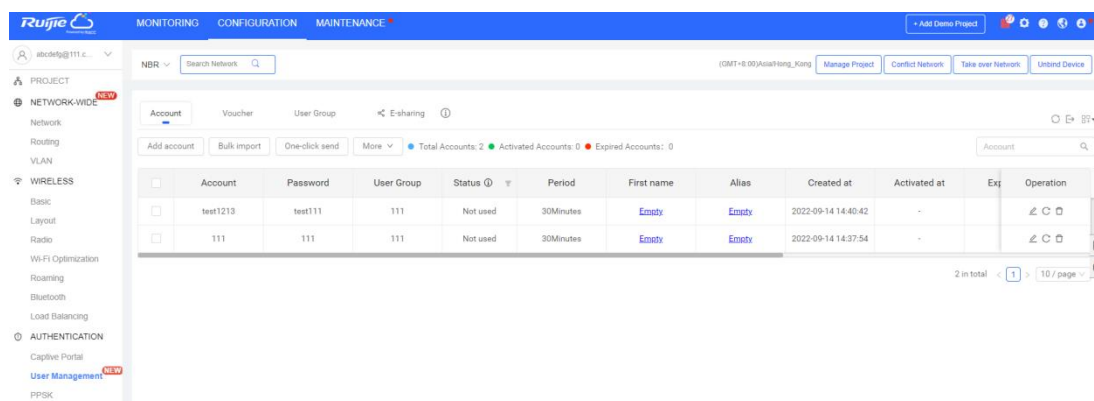 Ruijie MONITORING CONFIGURATION MAINTENANCE + Add Demo Project
abcdefp@111.c...
NBR Search Network (GMT+8:00)Asia/Hong_Kong Manage Project Conflict Network Take over Network Unbind Device
PROJECT
NETWORK-WIDE NEW
Network
Routing
VLAN
WIRELESS
Basic
Layout
Radio
Wi-Fi Optimization
Roaming
Bluetooth
Load Balancing
AUTHENTICATION
Captive Portal
User Management NEW
PPSK
Account Voucher User Group E-sharing
Add account Bulk import One-click send More Total Accounts: 2 Activated Accounts: 0 Expired Accounts: 0 Account
Account Password User Group Status Period First name Alias Created at Activated at Exp Operation
test1213 test111 111 Not used 30Minutes Empty Empty 2022-09-14 14:40:42 -
111 111 111 Not used 30Minutes Empty Empty 2022-09-14 14:37:54 -
2 in total < 1 > 10 / page